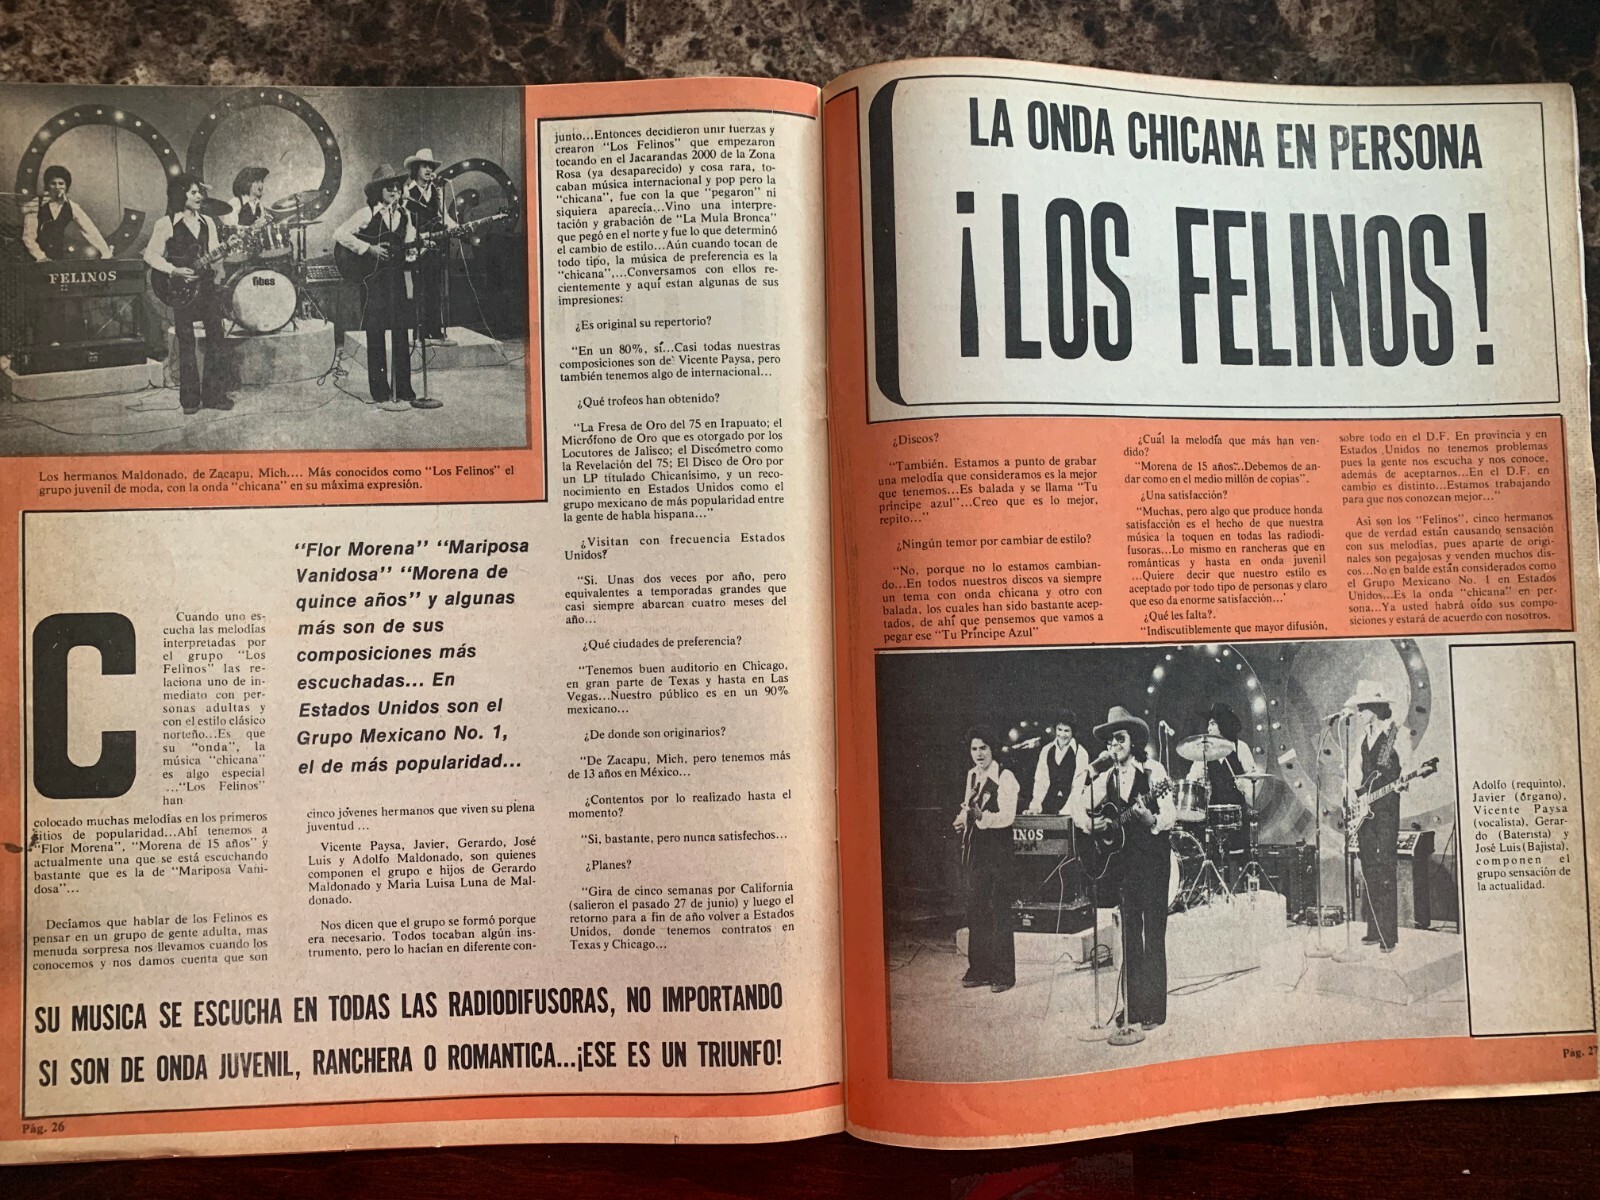 FELINOS
fibes
Los hermanos Maldonado, de Zacapu, Mich.... Más conocidos como "Los Felinos" el
grupo juvenil de moda, con la onda "chicana" en su máxima expresión.
C
Cuando uno es-
cucha las melodías
interpretadas por
el grupo "Los
Felinos" las re-
laciona uno de in-
mediato con per-
sonas adultas y
con el estilo clásico
norteño...Es que
su "onda", la
música "chicana"
es algo especial
..."Los Felinos"
han
colocado muchas melodías en los primeros
sitios de popularidad...Ahí tenemos a
"Flor Morena", "Morena de 15 años" y
actualmente una que se está escuchando
bastante que es la de "Mariposa Vani-
dosa"...
Decíamos que hablar de los Felinos es
pensar en un grupo de gente adulta, mas
menuda sorpresa nos llevamos cuando los
conocemos y nos damos cuenta que son
"Flor Morena" "Mariposa
Vanidosa" "Morena de
quince años" y algunas
más son de sus
composiciones más
escuchadas... En
Estados Unidos son el
Grupo Mexicano No. 1,
el de más popularidad...
cinco jóvenes hermanos que viven su plena
juventud ...
Vicente Paysa, Javier, Gerardo, José
Luis y Adolfo Maldonado, son quienes
componen el grupo e hijos de Gerardo
Maldonado y Maria Luisa Luna de Mal-
donado.
Nos dicen que el grupo se formó porque
era necesario. Todos tocaban algún ins-
trumento, pero lo hacían en diferente con-
junto...Entonces decidieron unir fuerzas y
crearon "Los Felinos" que empezaron
tocando en el Jacarandas 2000 de la Zona
Rosa (ya desaparecido) y cosa rara, to-
caban música internacional y pop pero la
"chicana", fue con la que "pegaron" ni
siquiera aparecía...Vino una interpre-
tación y grabación de "La Mula Bronca"
que pegó en el norte y fue lo que determinó
el cambio de estilo...Aún cuando tocan de
todo tipo, la música de preferencia es la
"chicana",...Conversamos con ellos re-
cientemente y aquí estan algunas de sus
impresiones:
¿Es original su repertorio?
"En un 80%, sí...Casi todas nuestras
composiciones son de Vicente Paysa, pero
también tenemos algo de internacional...
¿Qué trofeos han obtenido?
"La Fresa de Oro del 75 en Irapuato; el
Micrófono de Oro que es otorgado por los
Locutores de Jalisco; el Discómetro como
la Revelación del 75; El Disco de Oro por
un LP titulado Chicanísimo, y un reco-
nocimiento en Estados Unidos como el
grupo mexicano de más popularidad entre
la gente de habla hispana..."
¿Visitan con frecuencia Estados
Unidos?
"Si. Unas dos veces por año, pero
equivalentes a temporadas grandes que
casi siempre abarcan cuatro meses del
año...
¿Qué ciudades de preferencia?
"Tenemos buen auditorio en Chicago,
en gran parte de Texas y hasta en Las
Vegas...Nuestro público es en un 90%
mexicano...
¿De donde son originarios?
"De Zacapu, Mich, pero tenemos más
de 13 años en México...
¿Contentos por lo realizado hasta el
momento?
"Si, bastante, pero nunca satisfechos...
¿Planes?
"Gira de cinco semanas por California
(salieron el pasado 27 de junio) y luego el
retorno para a fin de año volver a Estados
Unidos, donde tenemos contratos en
Texas y Chicago...
SU MUSICA SE ESCUCHA EN TODAS LAS RADIODIFUSORAS, NO IMPORTANDO
SI SON DE ONDA JUVENIL, RANCHERA O ROMANTICA...¡ESE ES UN TRIUNFO!
Pág. 26
LA ONDA CHICANA EN PERSONA
¡LOS FELINOS!
¿Discos?
"También. Estamos a punto de grabar
una melodía que consideramos es la mejor
que tenemos...Es balada y se llama "Tu
príncipe azul"...Creo que es lo mejor,
repito..."
¿Ningún temor por cambiar de estilo?
"No, porque no lo estamos cambian-
do...En todos nuestros discos va siempre
un tema con onda chicana y otro con
balada, los cuales han sido bastante acep-
tados, de ahí que pensemos que vamos a
pegar ese "Tu Príncipe Azul"
¿Cuál la melodía que más han ven-
dido?
"Morena de 15 años"...Debemos de an-
dar como en el medio millón de copias".
¿Una satisfacción?
"Muchas, pero algo que produce honda
satisfacción es el hecho de que nuestra
música la toquen en todas las radiodi-
fusoras...Lo mismo en rancheras que en
románticas y hasta en onda juvenil
...Quiere decir que nuestro estilo es
aceptado por todo tipo de personas y claro
que eso da enorme satisfacción...'
¿Qué les falta?.
"Indiscutiblemente que mayor difusión,
sobre todo en el D.F. En provincia y en
Estados Unidos no tenemos problemas
pues la gente nos escucha y nos conoce,
además de aceptarnos...En el D.F. en
cambio es distinto...Estamos trabajando
para que nos conozcan mejor..."
Asi son los "Felinos", cinco hermanos
que de verdad están causando sensación
con sus melodías, pues aparte de origi-
nales son pegajosas y venden muchos dis-
cos...No en balde están considerados como
el Grupo Mexicano No. 1 en Estados
Unidos...Es la onda "chicana" en per-
sona...Ya usted habrá oído sus compo-
siciones y estará de acuerdo con nosotros.
INOS
Adolfo (requinto),
Javier (órgano),
Vicente Paysa
(vocalista), Gerar-
do (Baterista) y
José Luis (Bajista),
componen el
grupo sensación de
la actualidad.
Pág. 27